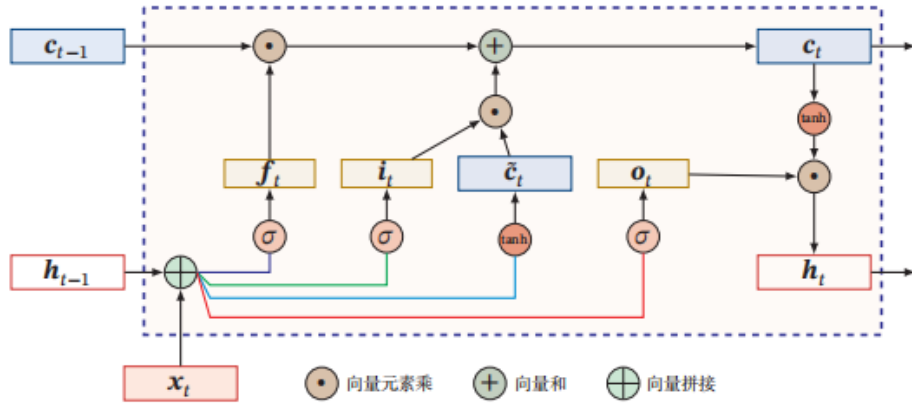 c_{t−1} ⊙ + c_t
tanh
⊙
f_t i_t c̃_t o_t ⊙
σ σ tanh σ
h_{t−1} ⊕ h_t
x_t ⊙ 向量元素乘 + 向量和 ⊕ 向量拼接